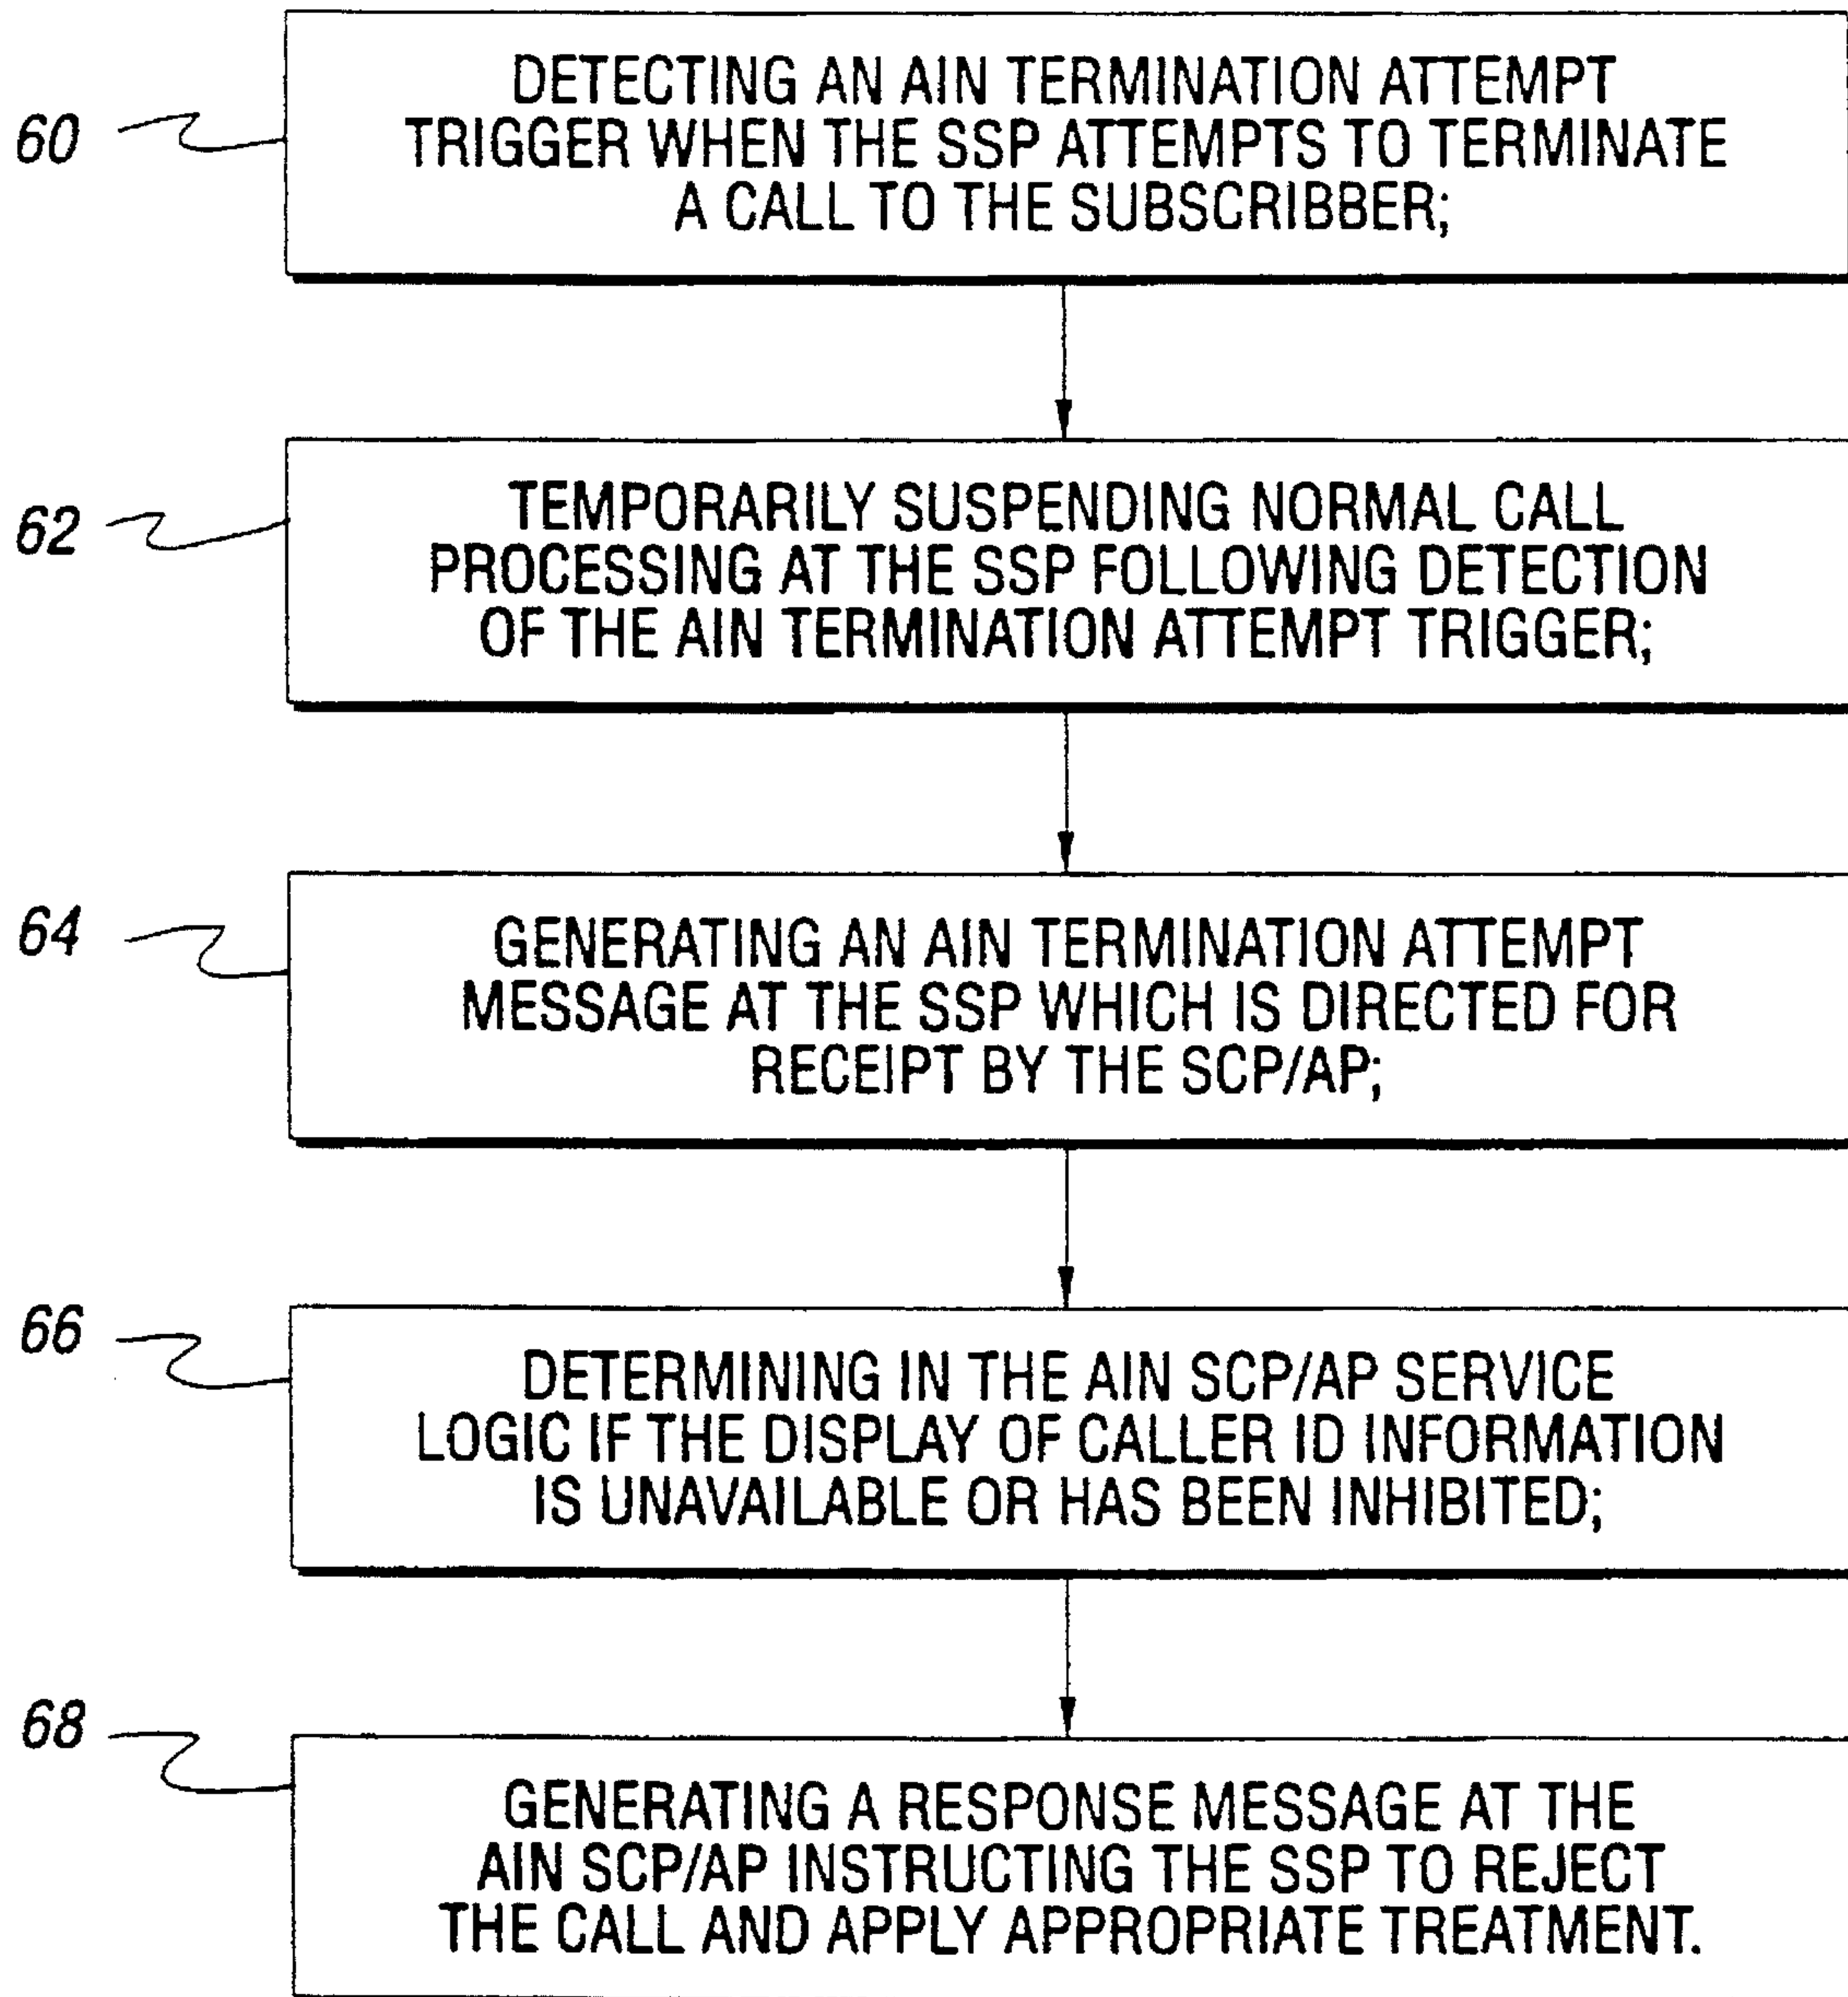 60
DETECTING AN AIN TERMINATION ATTEMPT
TRIGGER WHEN THE SSP ATTEMPTS TO TERMINATE
A CALL TO THE SUBSCRIBBER;
62
TEMPORARILY SUSPENDING NORMAL CALL
PROCESSING AT THE SSP FOLLOWING DETECTION
OF THE AIN TERMINATION ATTEMPT TRIGGER;
64
GENERATING AN AIN TERMINATION ATTEMPT
MESSAGE AT THE SSP WHICH IS DIRECTED FOR
RECEIPT BY THE SCP/AP;
66
DETERMINING IN THE AIN SCP/AP SERVICE
LOGIC IF THE DISPLAY OF CALLER ID INFORMATION
IS UNAVAILABLE OR HAS BEEN INHIBITED;
68
GENERATING A RESPONSE MESSAGE AT THE
AIN SCP/AP INSTRUCTING THE SSP TO REJECT
THE CALL AND APPLY APPROPRIATE TREATMENT.